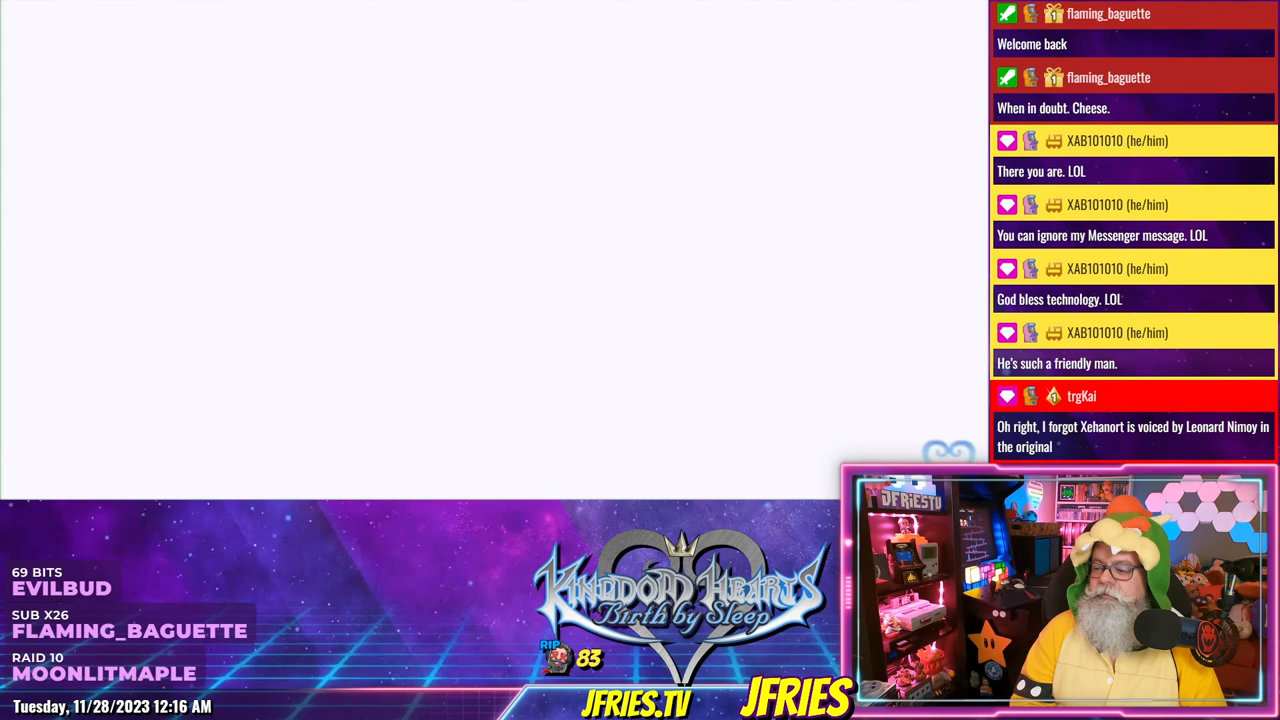 flaming_baguette
Welcome back
flaming_baguette
When in doubt. Cheese.
XAB101010 (he/him)
There you are. LOL
XAB101010 (he/him)
You can ignore my Messenger message. LOL
XAB101010 (he/him)
God bless technology. LOL
XAB101010 (he/him)
He's such a friendly man.
trgKai
Oh right, I forgot Xehanort is voiced by Leonard Nimoy in
the original
JFRIESTV
69 BITS
EVILBUD
SUB X26
FLAMING_BAGUETTE
RAID 10
MOONLITMAPLE
Tuesday, 11/28/2023 12:16 AM
KINGDOM HEARTS
Birth by Sleep
RIP
83
JFRIES.TV
JFRIES